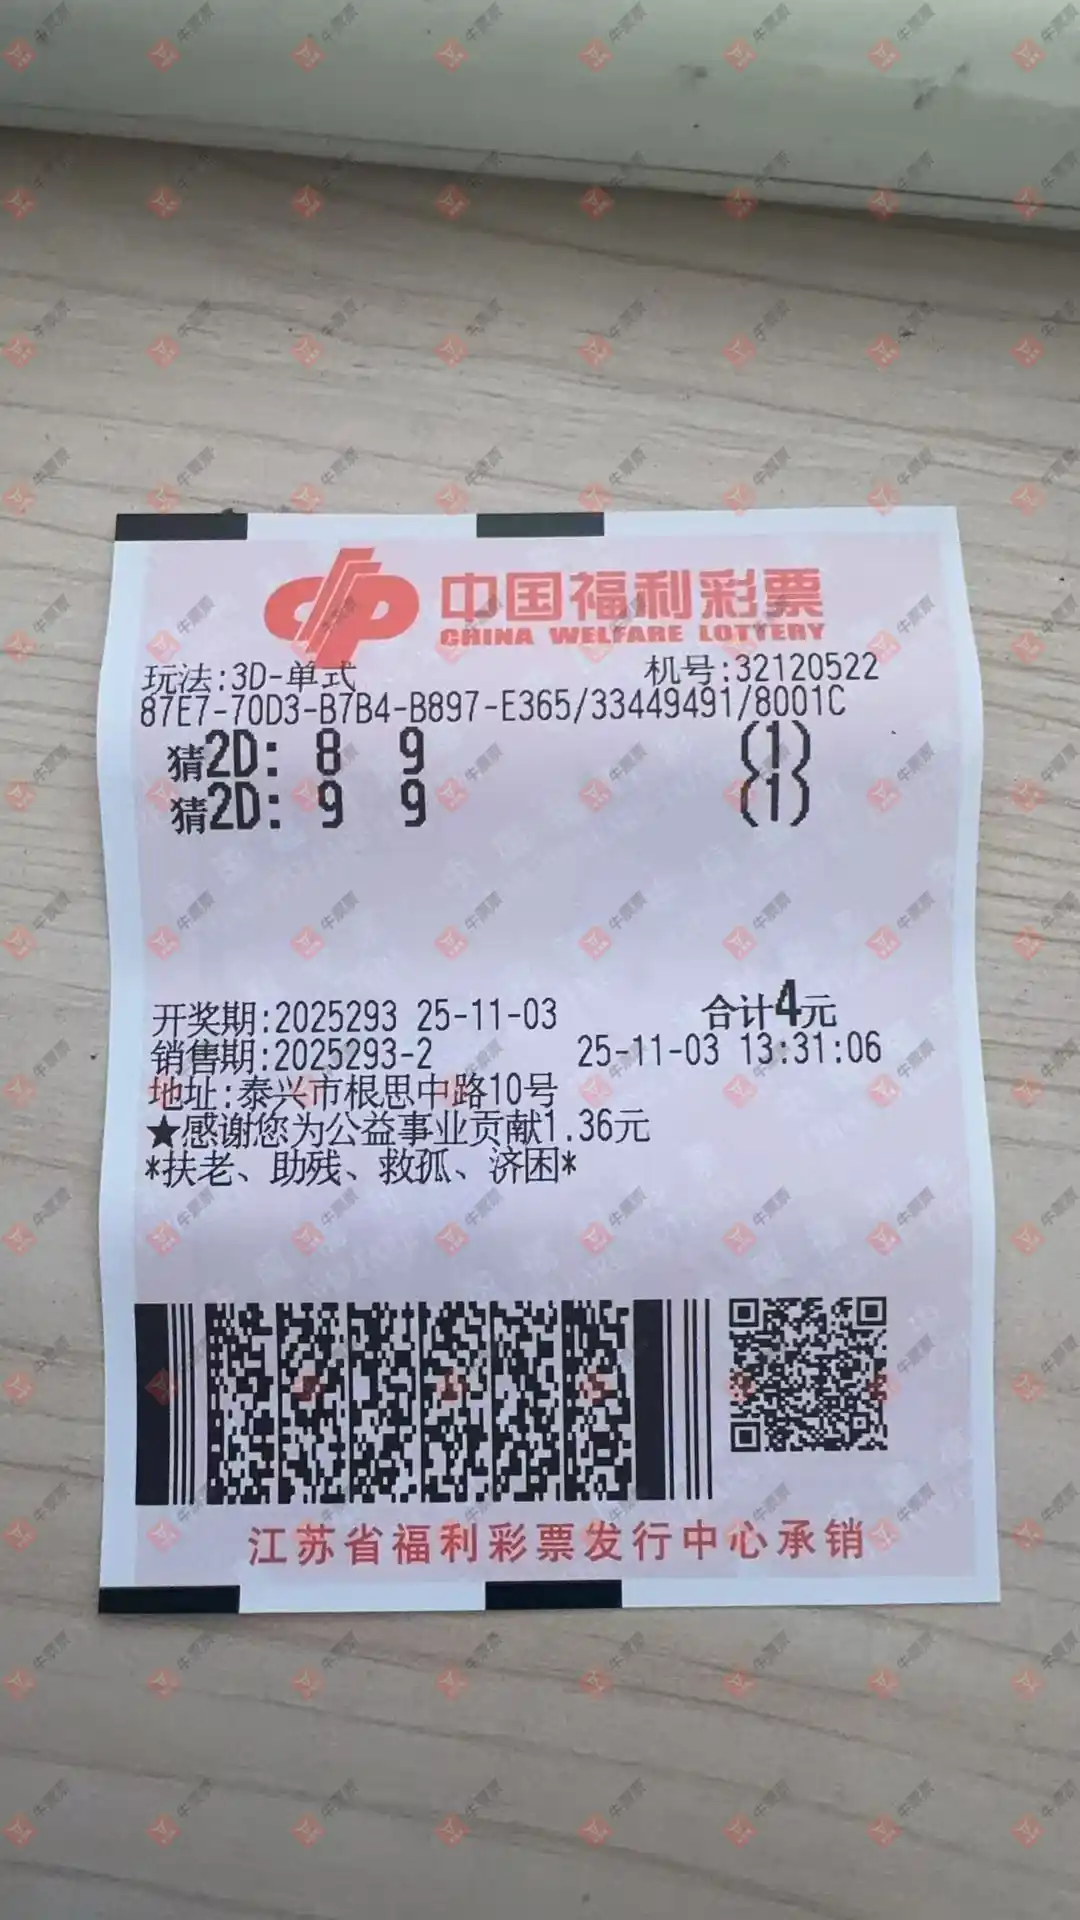 中国福利彩票
CHINA WELFARE LOTTERY
玩法:3D-单式 机号:32120522
87E7-70D3-B7B4-B897-E365/33449491/8001C
猜2D: 8 9 (1)
猜2D: 9 9 (1)
开奖期:2025293 25-11-03 合计4元
销售期:2025293-2 25-11-03 13:31:06
地址:泰兴市根思中路10号
★感谢您为公益事业贡献1.36元
*扶老、助残、救孤、济困*
江苏省福利彩票发行中心承销
牛票票